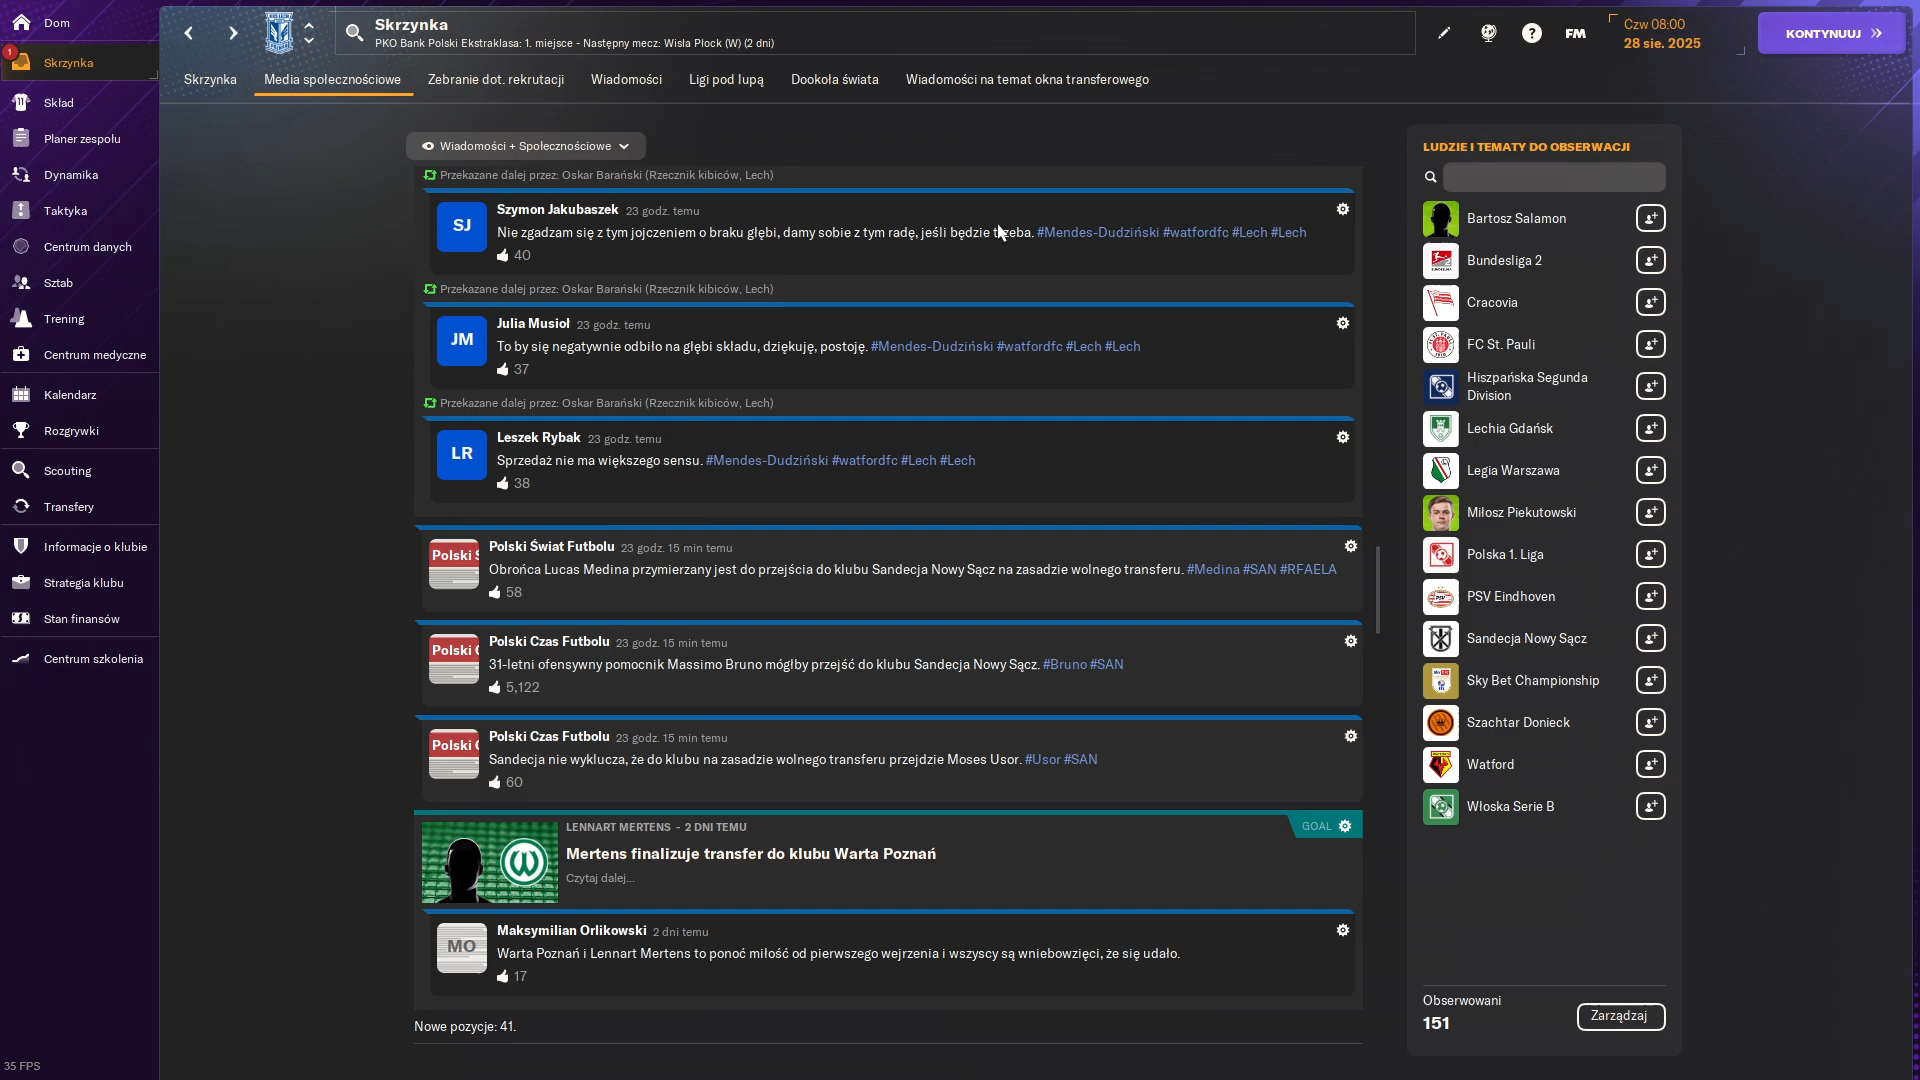 Dom
1
Skrzynka
Skład
Planer zespołu
Dynamika
Taktyka
Centrum danych
Sztab
Trening
Centrum medyczne
Kalendarz
Rozgrywki
Scouting
Transfery
Informacje o klubie
Strategia klubu
Stan finansów
Centrum szkolenia
35 FPS
Skrzynka
PKO Bank Polski Ekstraklasa: 1. miejsce - Następny mecz: Wisła Płock (W) (2 dni)
FM
Czw 08:00
28 sie. 2025
KONTYNUUJ
Skrzynka
Media społecznościowe
Zebranie dot. rekrutacji
Wiadomości
Ligi pod lupą
Dookoła świata
Wiadomości na temat okna transferowego
Wiadomości + Społecznościowe
Przekazane dalej przez: Oskar Barański (Rzecznik kibiców, Lech)
SJ
Szymon Jakubaszek 23 godz. temu
Nie zgadzam się z tym jojczeniem o braku głębi, damy sobie z tym radę, jeśli będzie trzeba. #Mendes-Dudziński #watfordfc #Lech #Lech
40
Przekazane dalej przez: Oskar Barański (Rzecznik kibiców, Lech)
JM
Julia Musioł 23 godz. temu
To by się negatywnie odbiło na głębi składu, dziękuję, postoję. #Mendes-Dudziński #watfordfc #Lech #Lech
37
Przekazane dalej przez: Oskar Barański (Rzecznik kibiców, Lech)
LR
Leszek Rybak 23 godz. temu
Sprzedaż nie ma większego sensu. #Mendes-Dudziński #watfordfc #Lech #Lech
38
Polski Ś
Polski Świat Futbolu 23 godz. 15 min temu
Obrońca Lucas Medina przymierzany jest do przejścia do klubu Sandecja Nowy Sącz na zasadzie wolnego transferu. #Medina #SAN #RFAELA
58
Polski C
Polski Czas Futbolu 23 godz. 15 min temu
31-letni ofensywny pomocnik Massimo Bruno mógłby przejść do klubu Sandecja Nowy Sącz. #Bruno #SAN
5,122
Polski C
Polski Czas Futbolu 23 godz. 15 min temu
Sandecja nie wyklucza, że do klubu na zasadzie wolnego transferu przejdzie Moses Usor. #Usor #SAN
60
LENNART MERTENS - 2 DNI TEMU
GOAL
Mertens finalizuje transfer do klubu Warta Poznań
Czytaj dalej...
MO
Maksymilian Orlikowski 2 dni temu
Warta Poznań i Lennart Mertens to ponoć miłość od pierwszego wejrzenia i wszyscy są wniebowzięci, że się udało.
17
Nowe pozycje: 41.
LUDZIE I TEMATY DO OBSERWACJI
Bartosz Salamon
Bundesliga 2
Cracovia
FC St. Pauli
Hiszpańska Segunda
Division
Lechia Gdańsk
Legia Warszawa
Miłosz Piekutowski
Polska 1. Liga
PSV Eindhoven
Sandecja Nowy Sącz
Sky Bet Championship
Szachtar Donieck
Watford
Włoska Serie B
Obserwowani
151
Zarządzaj